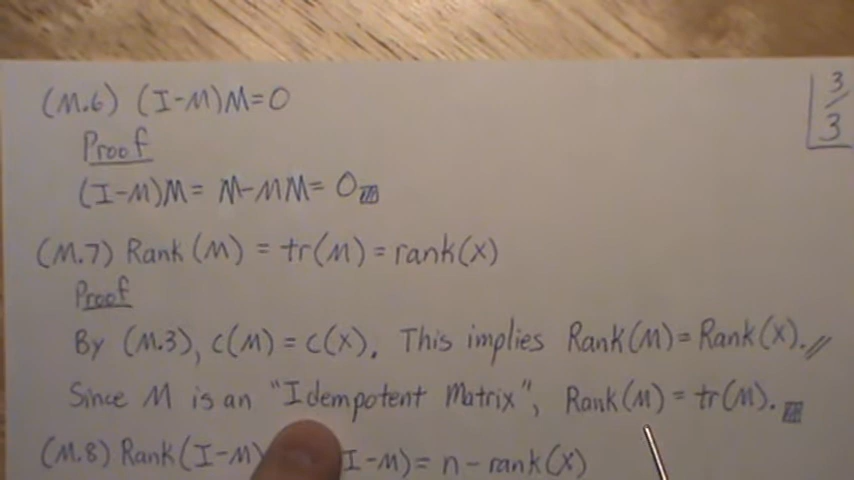 3/3
(M.6) (I-M)M=0
Proof
(I-M)M= M-MM= 0
(M.7) Rank(M) = tr(M) = rank(X)
Proof
By (M.3), C(M) = C(X). This implies Rank(M) = Rank(X).//
Since M is an "Idempotent Matrix", Rank(M) = tr(M).
(M.8) Rank(I-M) I-M) = n - rank(X)